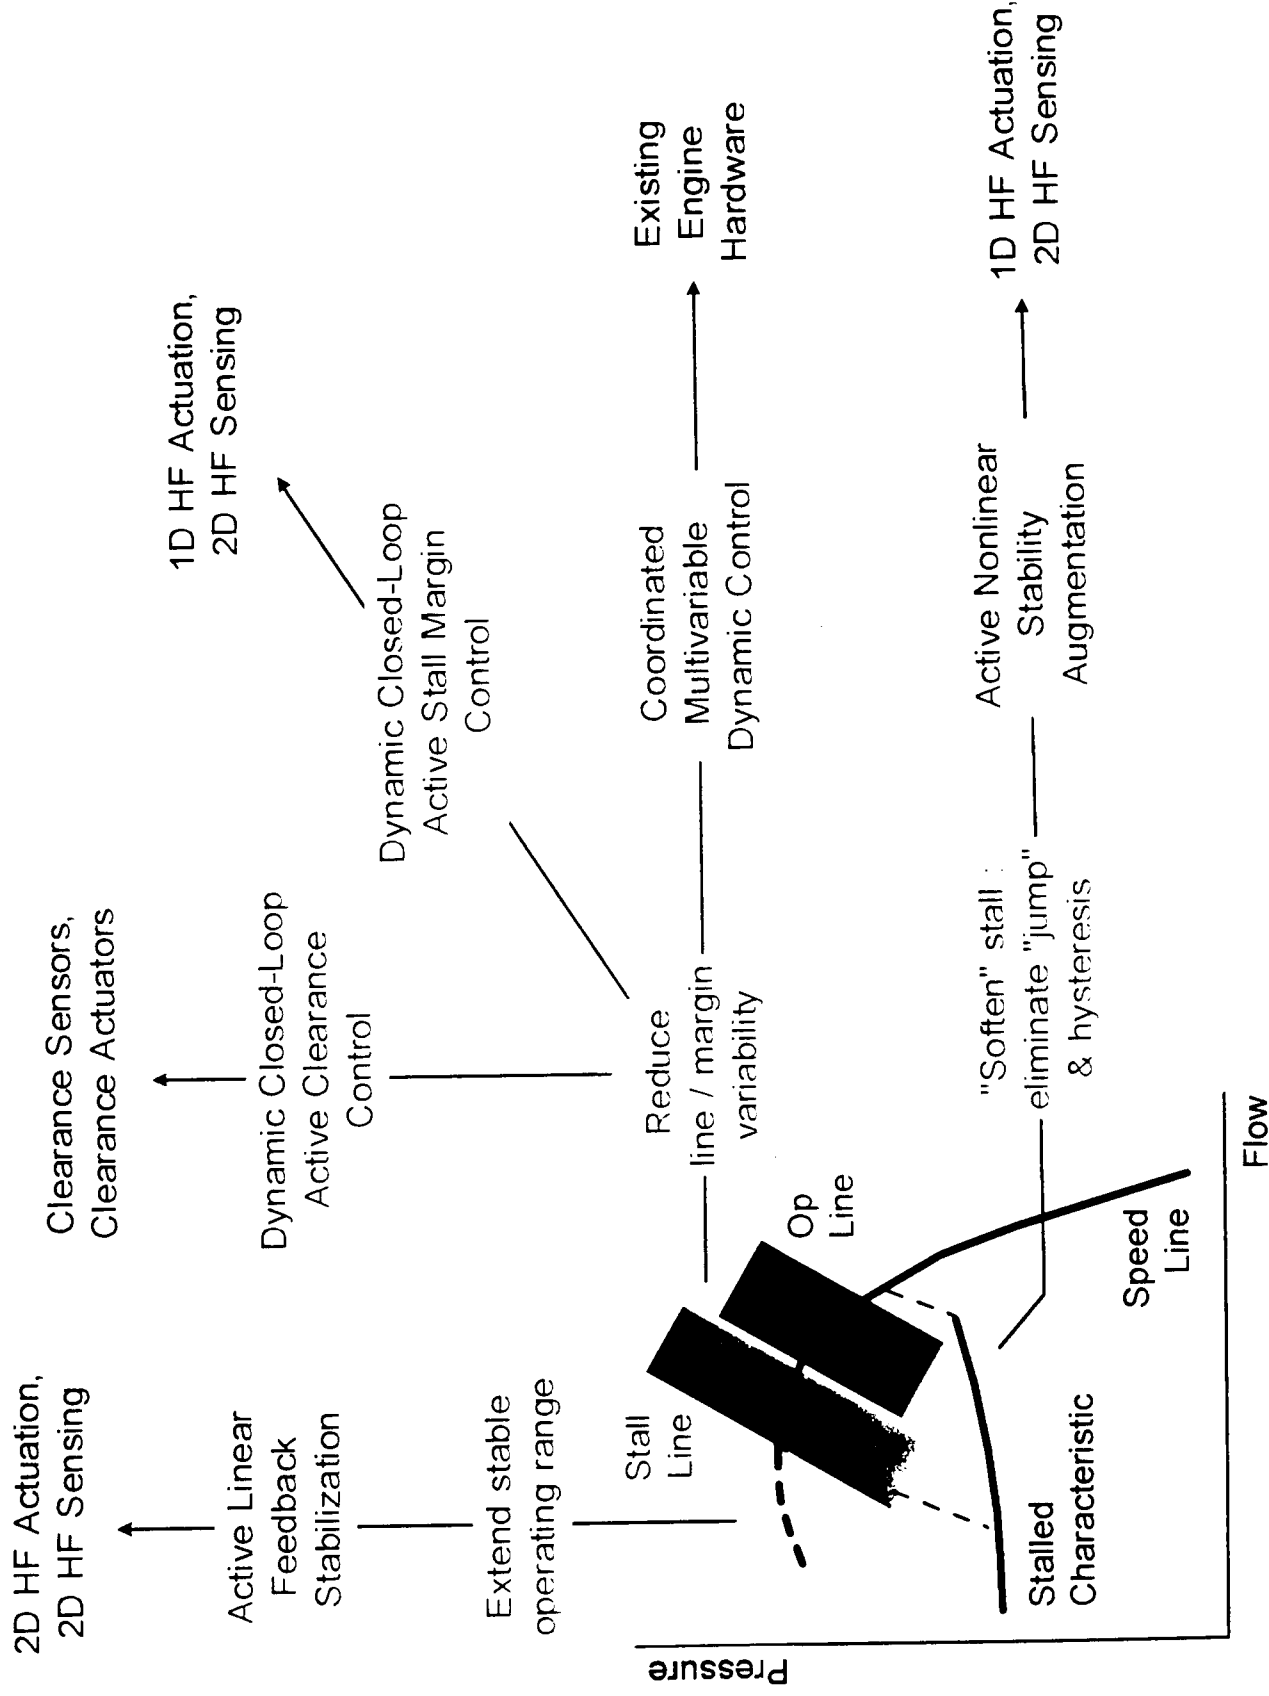 2D HF Actuation,
2D HF Sensing
Active Linear
Feedback
Stabilization
Extend stable
operating range
Clearance Sensors,
Clearance Actuators
Dynamic Closed-Loop
Active Clearance
Control
1D HF Actuation,
2D HF Sensing
Dynamic Closed-Loop
Active Stall Margin
Control
Reduce
line / margin
variability
Coordinated
Multivariable
Dynamic Control
Existing
Engine
Hardware
"Soften" stall :
eliminate "jump"
& hysteresis
Active Nonlinear
Stability
Augmentation
1D HF Actuation,
2D HF Sensing
Pressure
Stall
Line
Op
Line
Stalled
Characteristic
Speed
Line
Flow